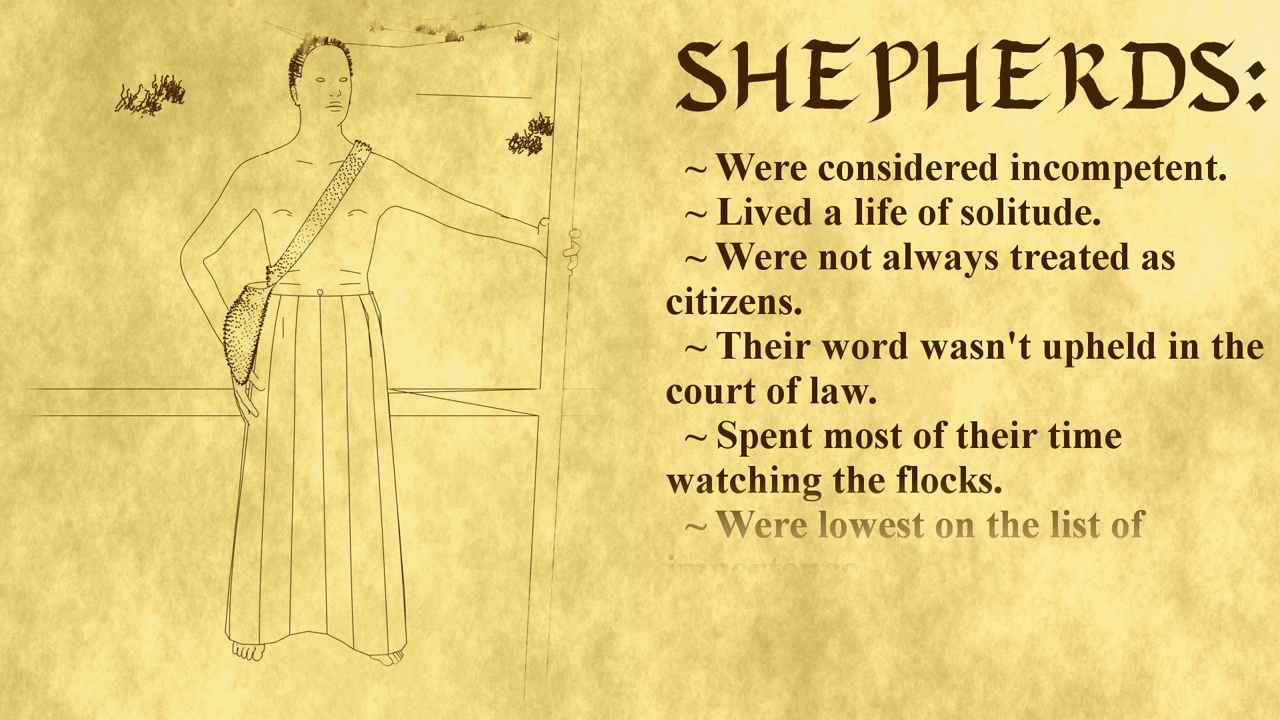 SHEPHERDS:
~ Were considered incompetent.
~ Lived a life of solitude.
~ Were not always treated as
citizens.
~ Their word wasn't upheld in the
court of law.
~ Spent most of their time
watching the flocks.
~ Were lowest on the list of